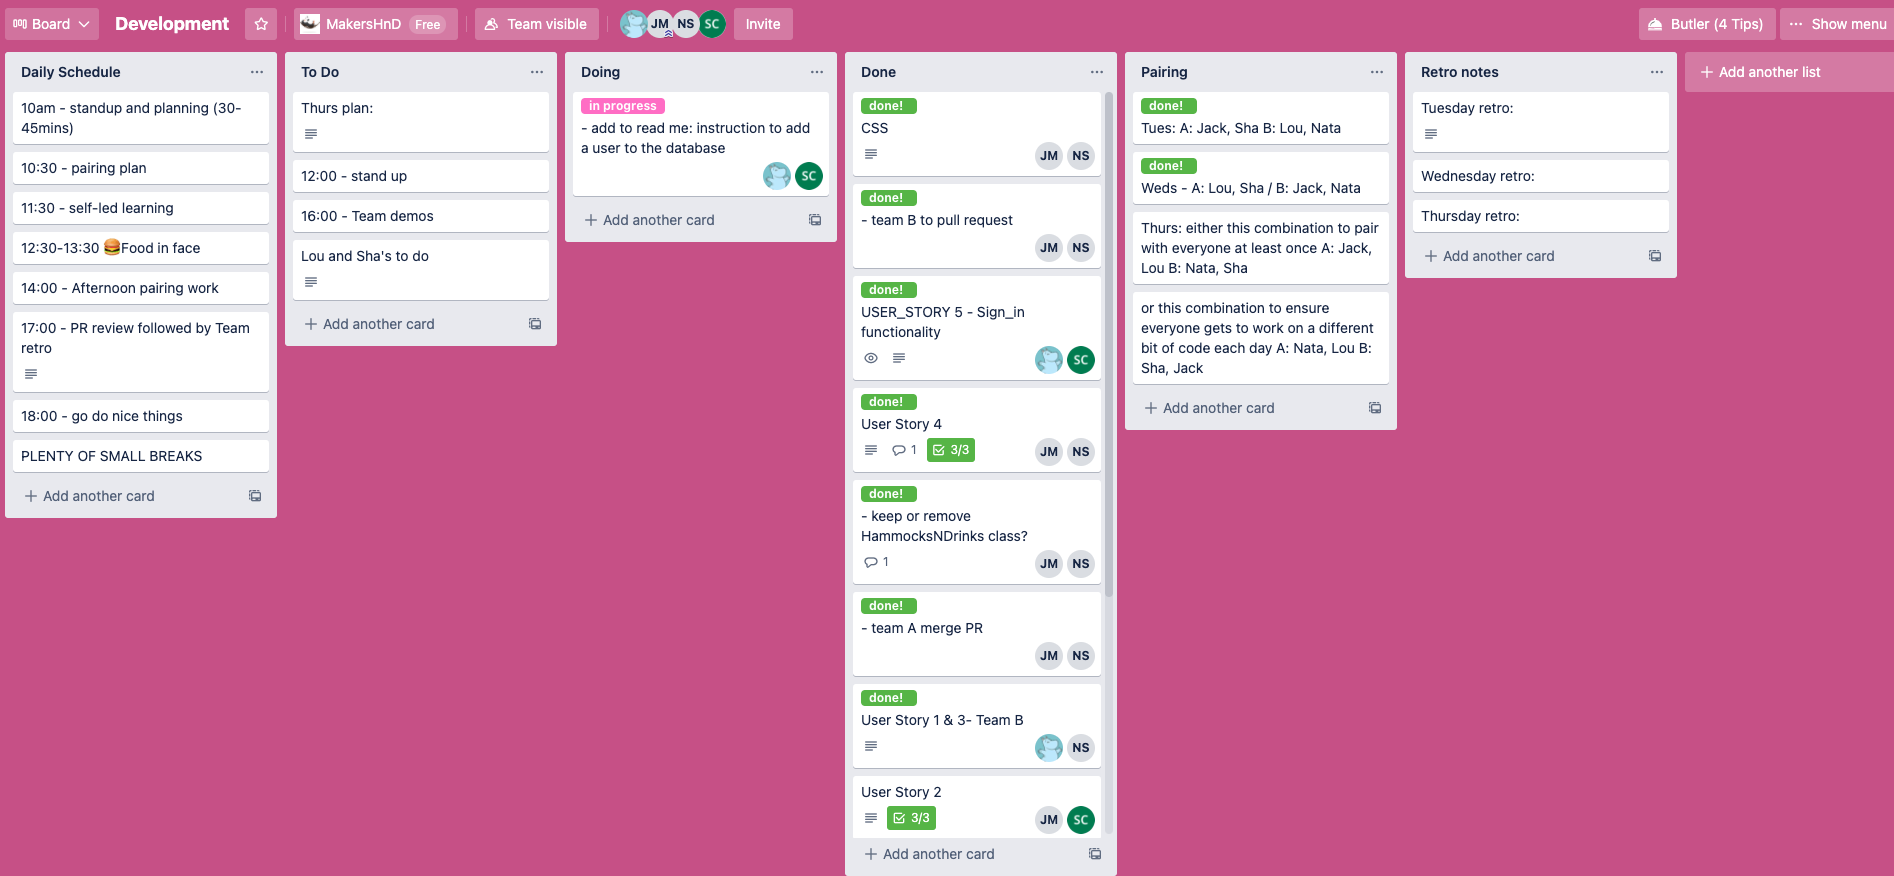 Board
Development
MakersHnD Free
Team visible
JM NS SC
Invite
Butler (4 Tips)
... Show menu
Daily Schedule
10am - standup and planning (30-
45mins)
10:30 - pairing plan
11:30 - self-led learning
12:30-13:30 🍔Food in face
14:00 - Afternoon pairing work
17:00 - PR review followed by Team
retro
18:00 - go do nice things
PLENTY OF SMALL BREAKS
+ Add another card
To Do
Thurs plan:
12:00 - stand up
16:00 - Team demos
Lou and Sha's to do
+ Add another card
Doing
in progress
- add to read me: instruction to add
a user to the database
SC
+ Add another card
Done
done!
CSS
JM NS
done!
- team B to pull request
JM NS
done!
USER_STORY 5 - Sign_in
functionality
SC
done!
User Story 4
1 3/3 JM NS
done!
- keep or remove
HammocksNDrinks class?
1 JM NS
done!
- team A merge PR
JM NS
done!
User Story 1 & 3- Team B
NS
User Story 2
3/3 JM SC
+ Add another card
Pairing
done!
Tues: A: Jack, Sha B: Lou, Nata
done!
Weds - A: Lou, Sha / B: Jack, Nata
Thurs: either this combination to pair
with everyone at least once A: Jack,
Lou B: Nata, Sha
or this combination to ensure
everyone gets to work on a different
bit of code each day A: Nata, Lou B:
Sha, Jack
+ Add another card
Retro notes
Tuesday retro:
Wednesday retro:
Thursday retro:
+ Add another card
+ Add another list